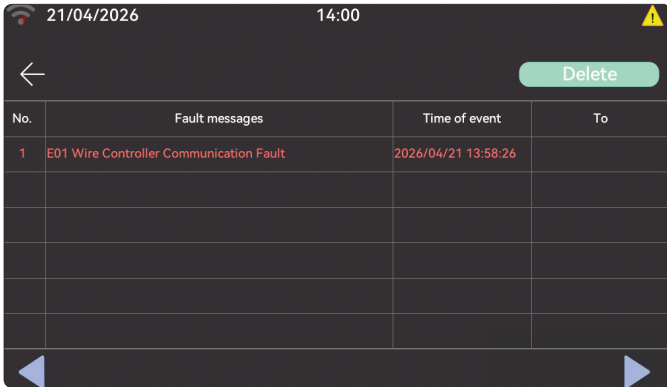 21/04/2026 14:00
Delete
No. Fault messages Time of event To
1 E01 Wire Controller Communication Fault 2026/04/21 13:58:26